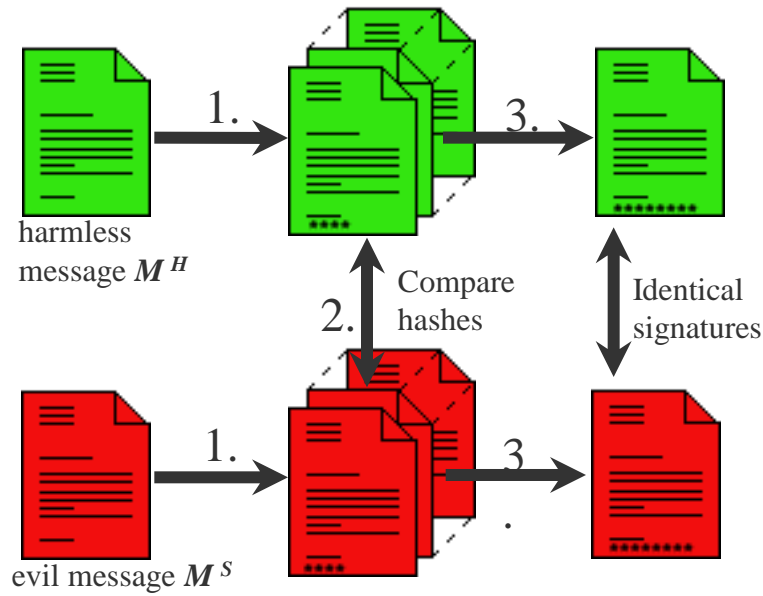 1.
3.
harmless
message M^H
2.
Compare
hashes
Identical
signatures
1.
3
.
evil message M^S